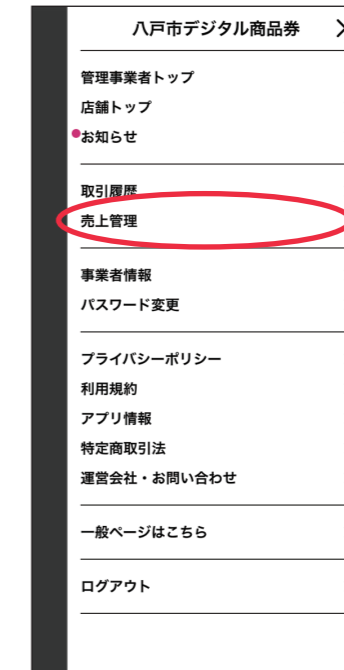 八戸市デジタル商品券
管理事業者トップ
店舗トップ
お知らせ
取引履歴
売上管理
事業者情報
パスワード変更
プライバシーポリシー
利用規約
アプリ情報
特定商取引法
運営会社・お問い合わせ
一般ページはこちら
ログアウト